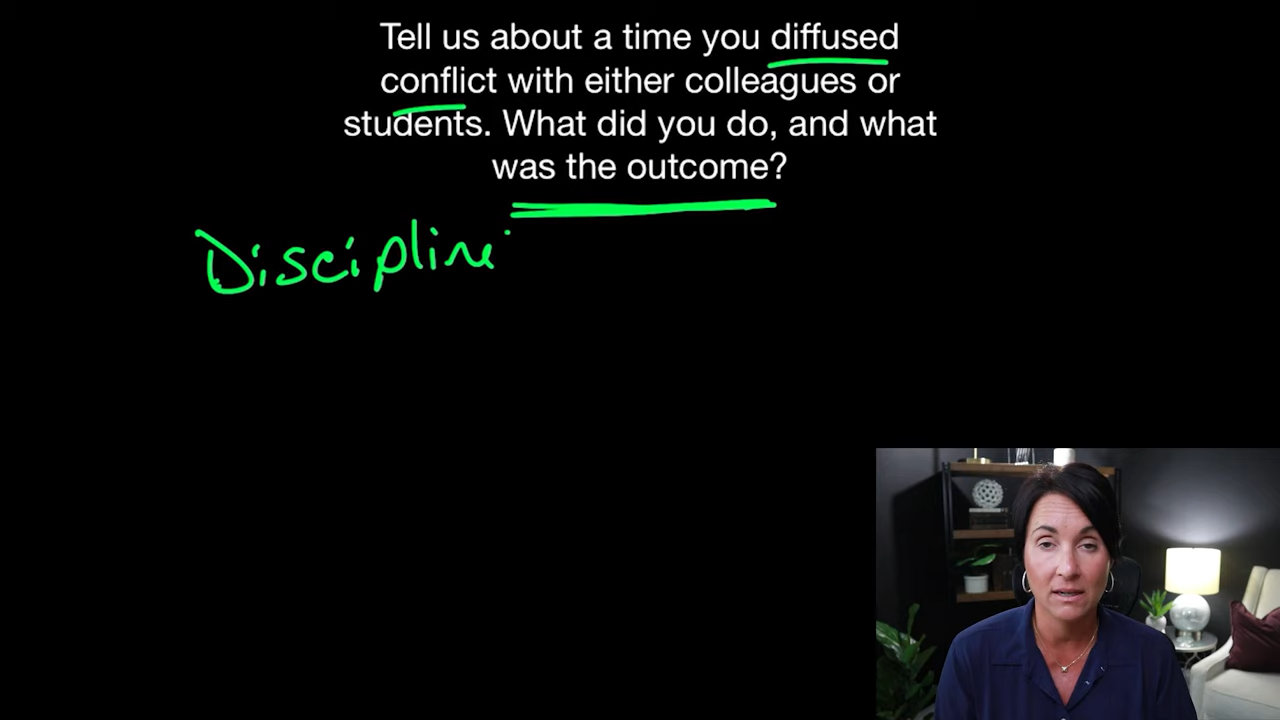 Tell us about a time you diffused
conflict with either colleagues or
students. What did you do, and what
was the outcome?
Discipline